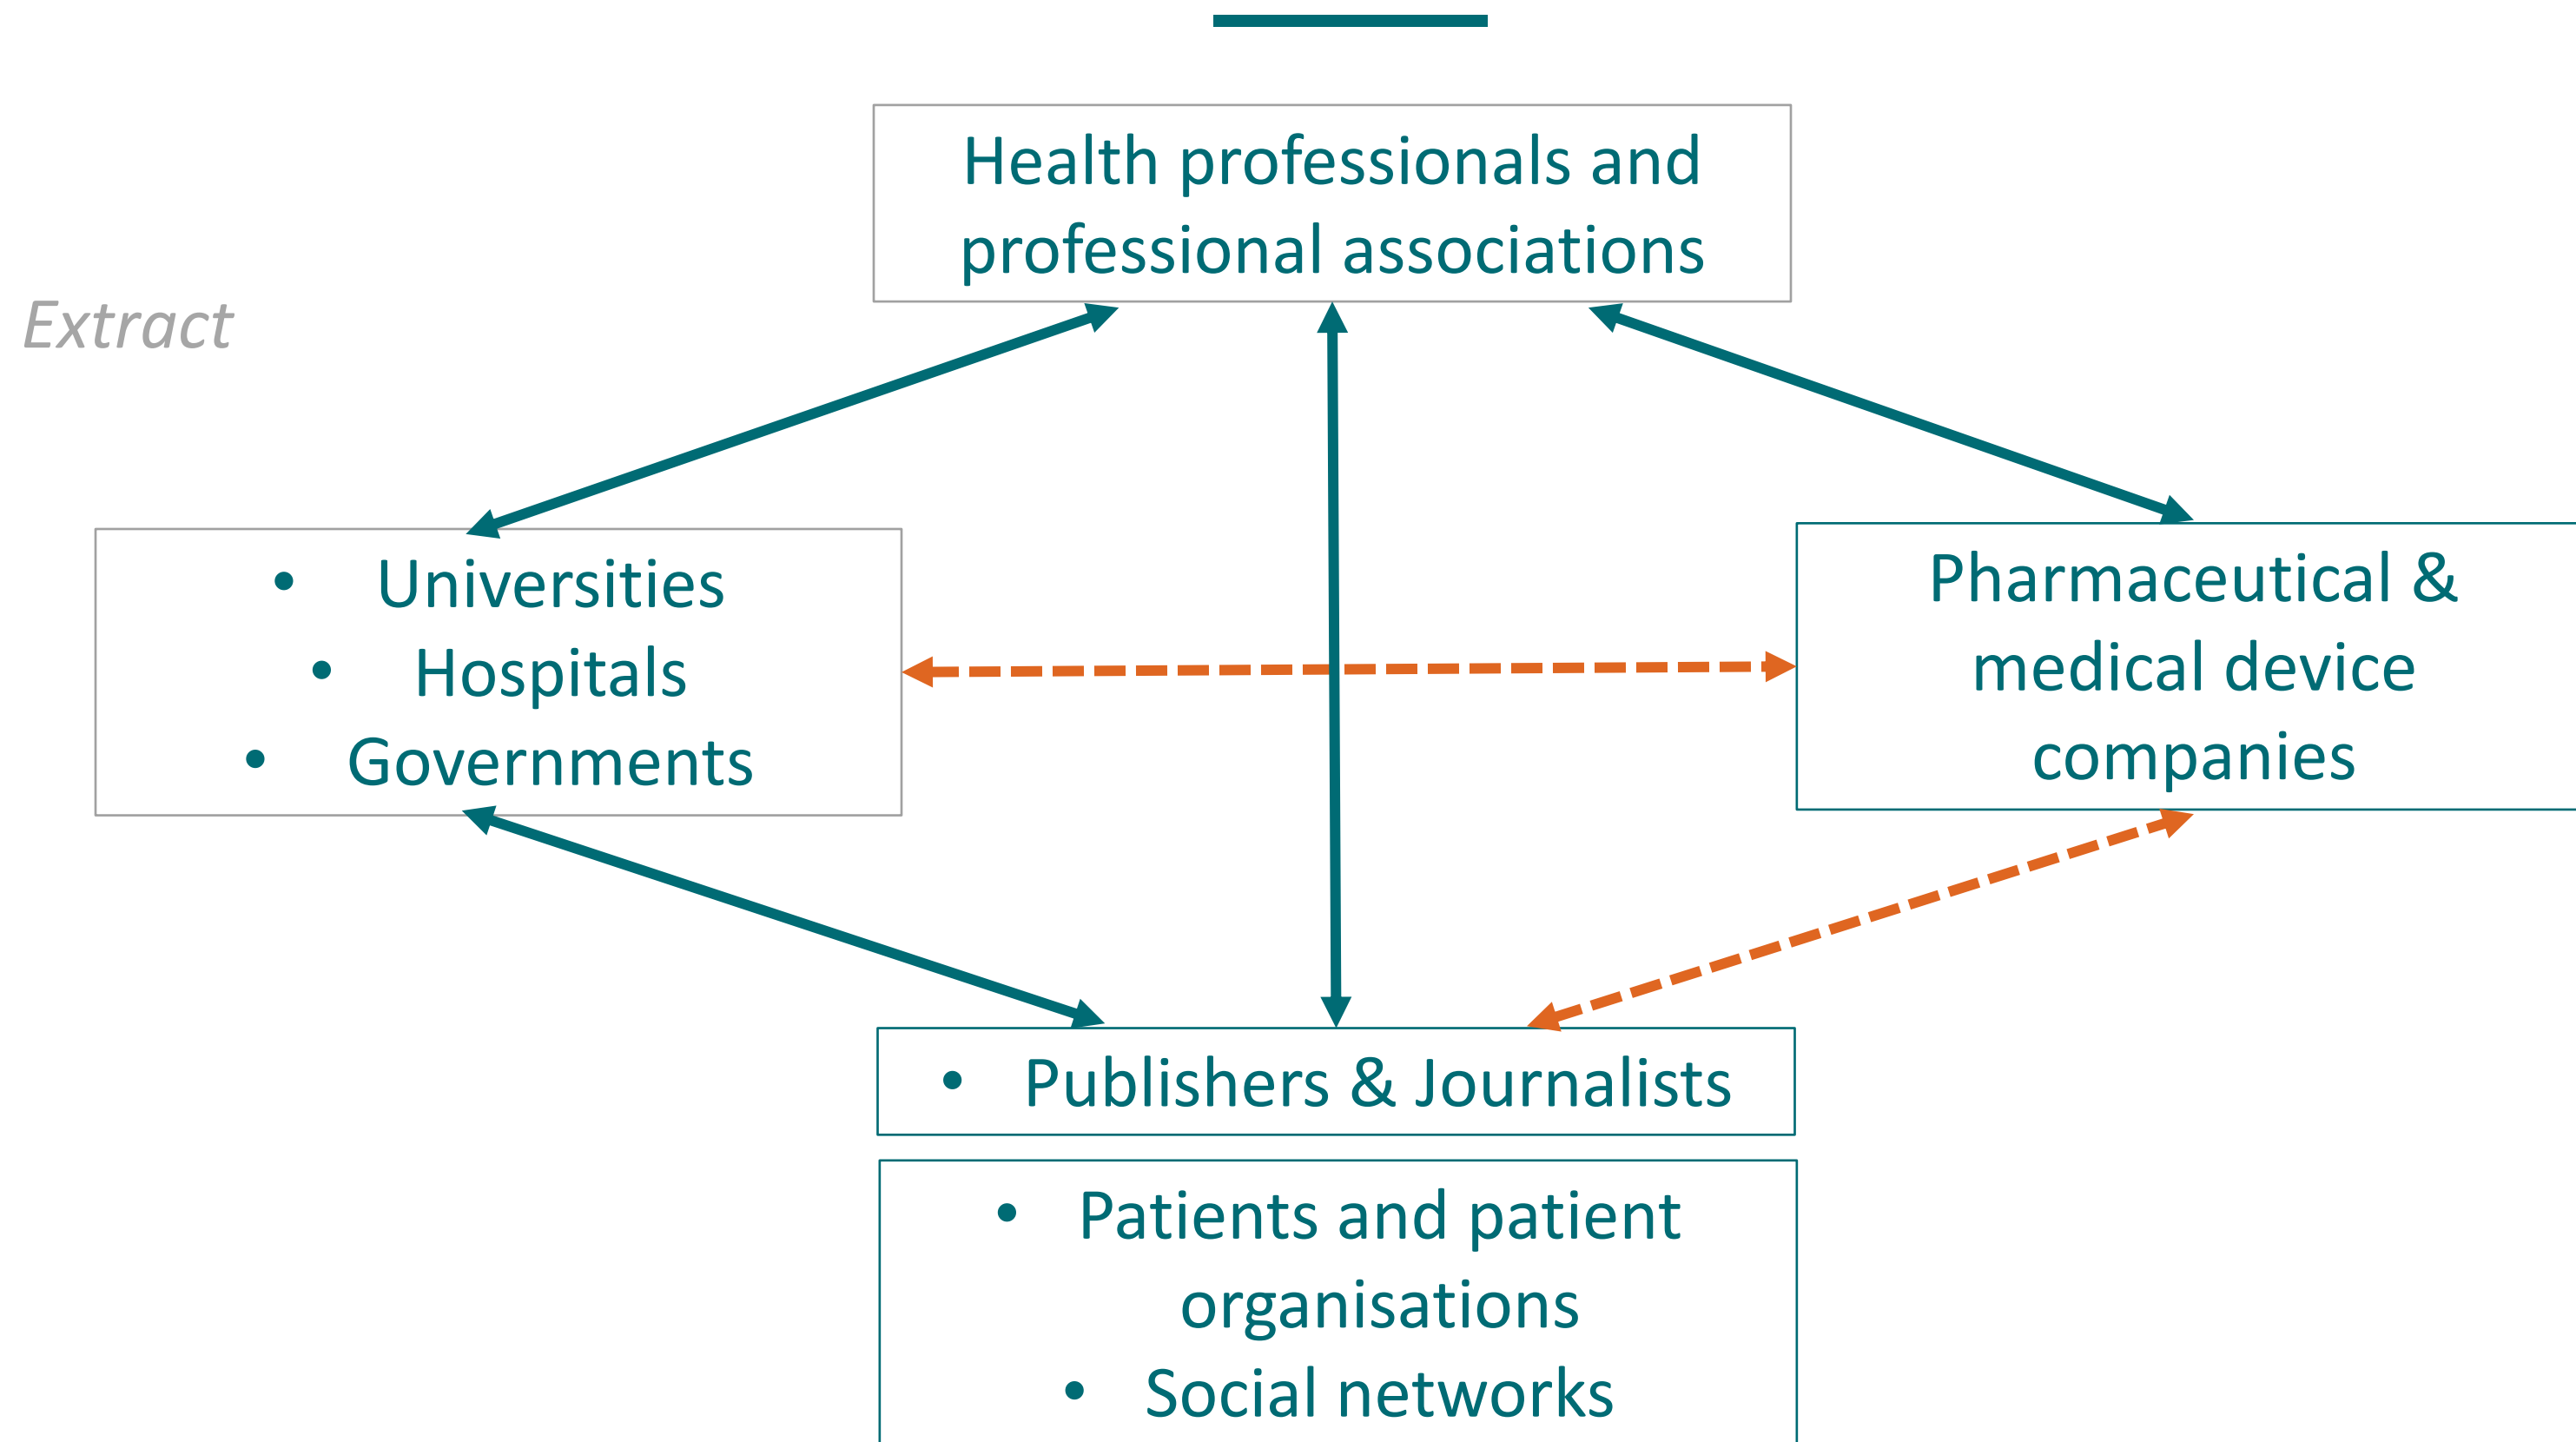 Health professionals and
professional associations
Extract
• Universities
• Hospitals
• Governments
Pharmaceutical &
medical device
companies
• Publishers & Journalists
• Patients and patient
organisations
• Social networks